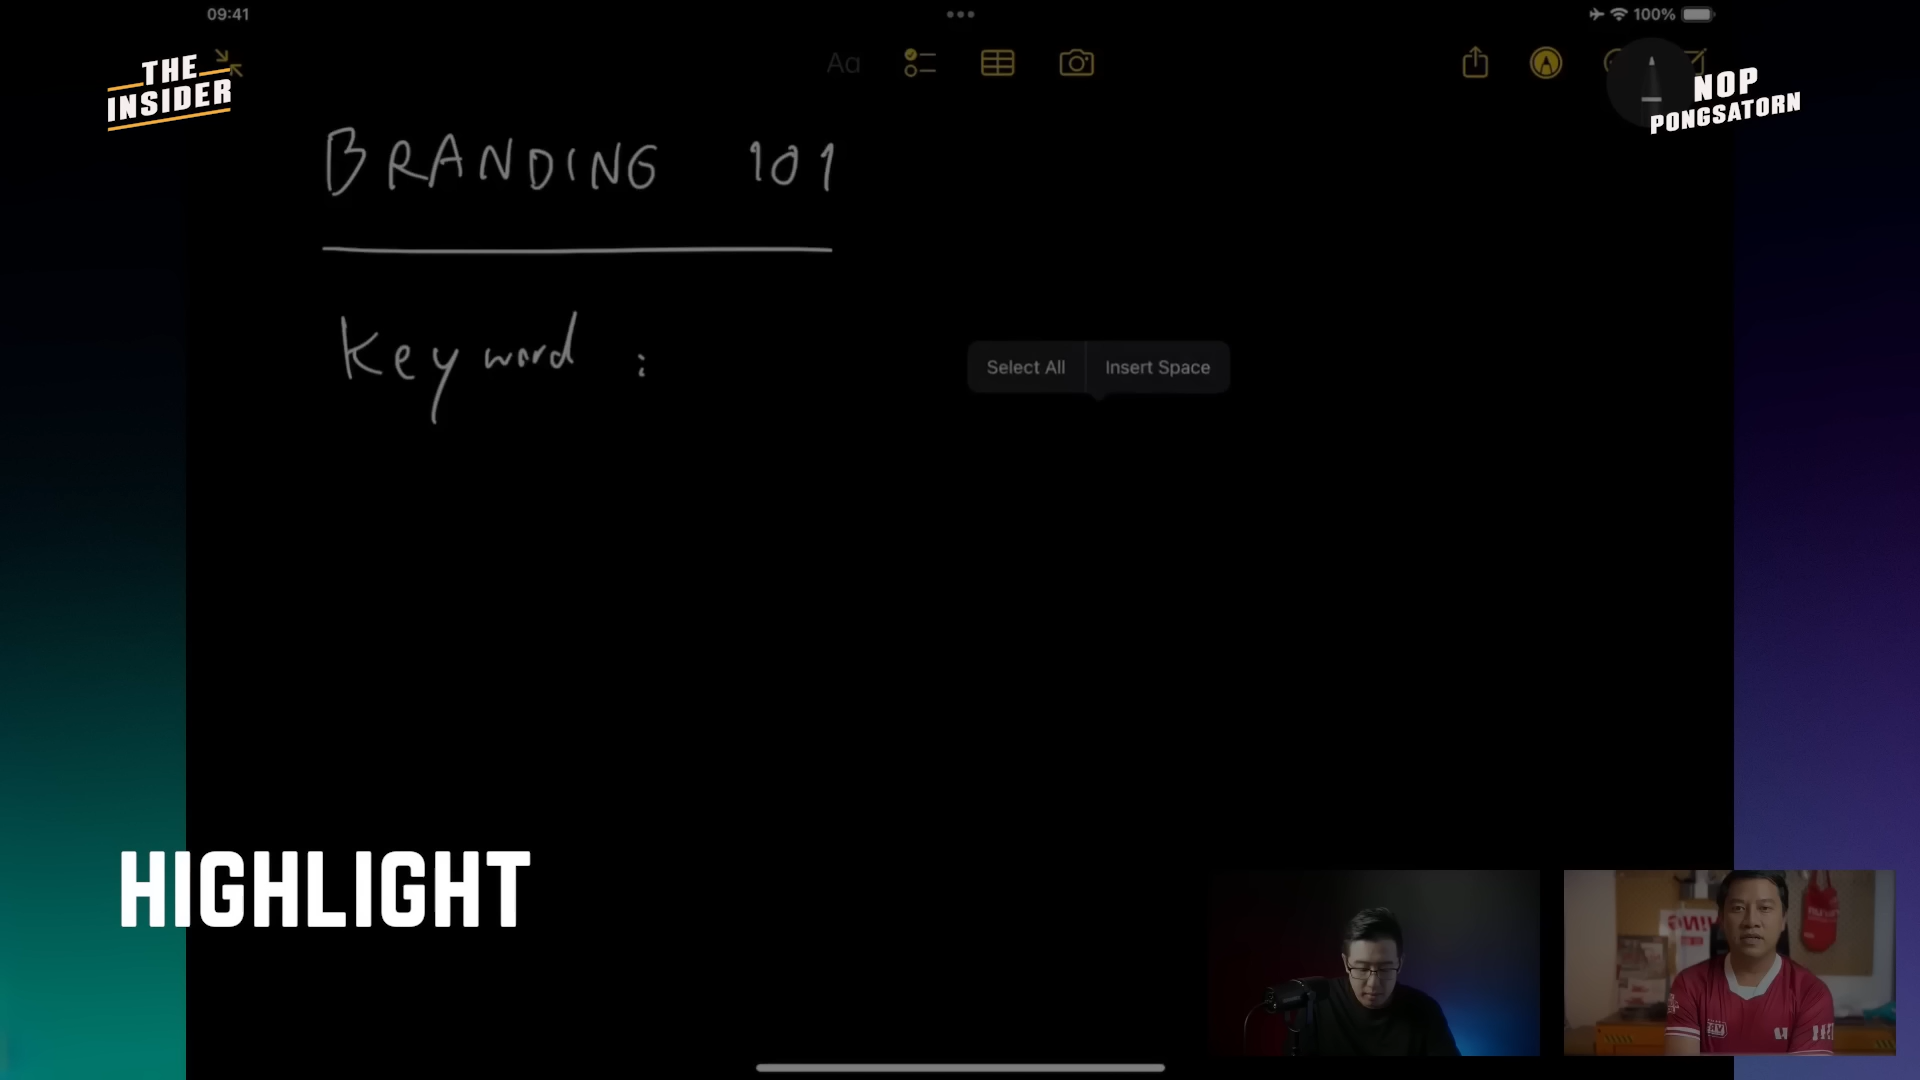 09:41
100%
THE
INSIDER
Aa
NOP
PONGSATORN
BRANDING 101
Keyword :
Select All
Insert Space
HIGHLIGHT